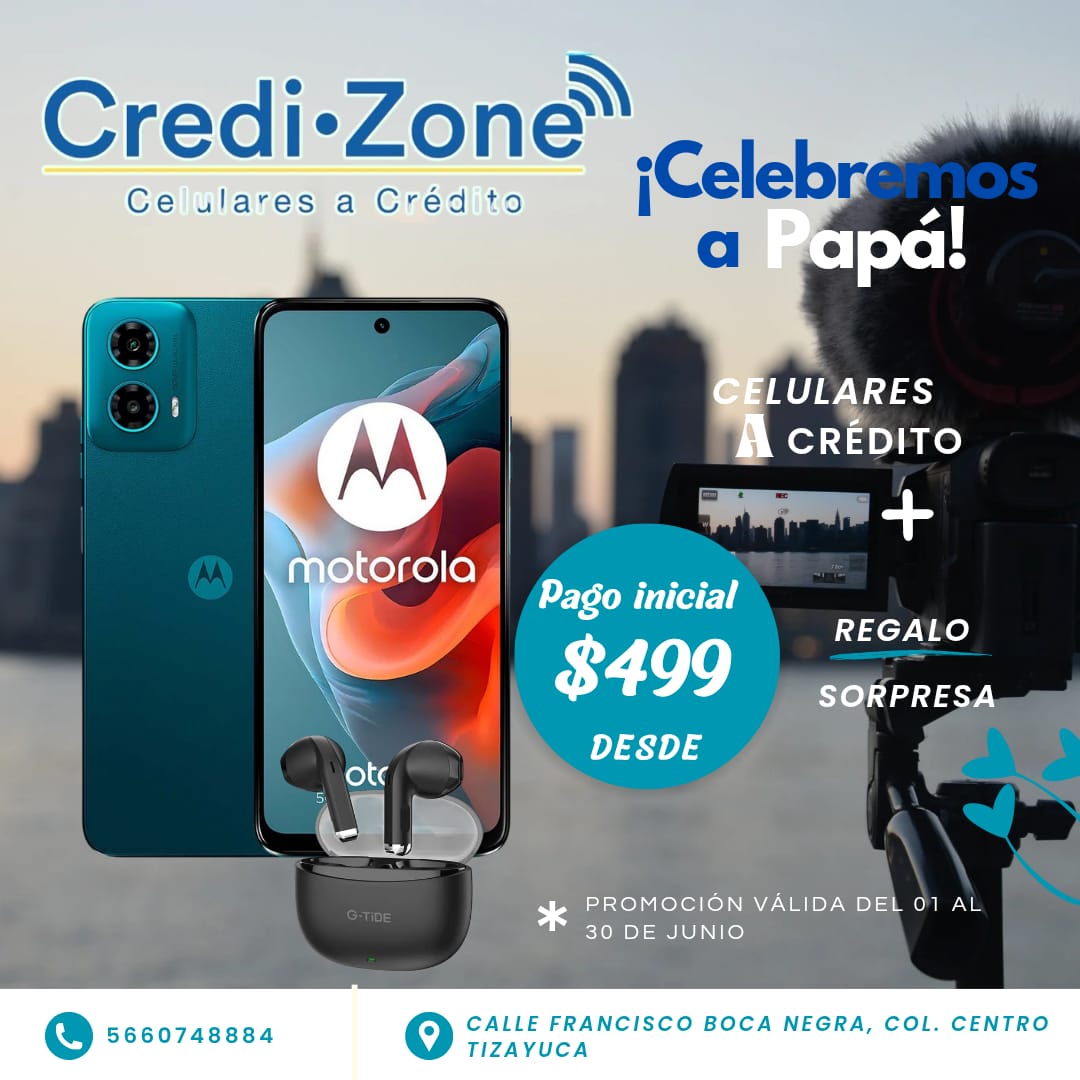 Credi•Zone
Celulares a Crédito
¡Celebremos
a Papá!
CELULARES
A CRÉDITO
+
REC
REGALO
SORPRESA
motorola
Pago inicial
$499
DESDE
G-TiDE
* PROMOCIÓN VÁLIDA DEL 01 AL
30 DE JUNIO
5660748884
CALLE FRANCISCO BOCA NEGRA, COL. CENTRO
TIZAYUCA